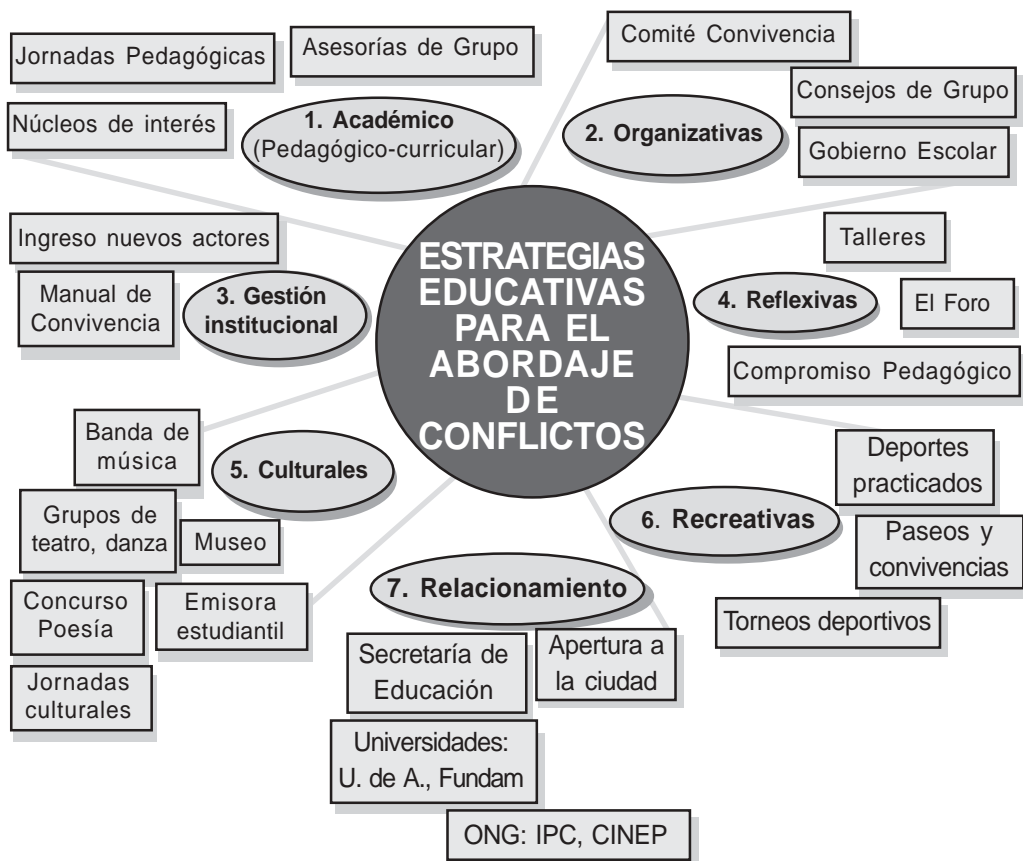 ESTRATEGIAS
EDUCATIVAS
PARA EL
ABORDAJE
DE
CONFLICTOS
1. Académico
(Pedagógico-curricular)
Jornadas Pedagógicas
Asesorías de Grupo
Núcleos de interés
2. Organizativas
Comité Convivencia
Consejos de Grupo
Gobierno Escolar
3. Gestión
institucional
Ingreso nuevos actores
Manual de
Convivencia
4. Reflexivas
Talleres
El Foro
Compromiso Pedagógico
5. Culturales
Banda de
música
Grupos de
teatro, danza
Museo
Concurso
Poesía
Emisora
estudiantil
Jornadas
culturales
6. Recreativas
Deportes
practicados
Paseos y
convivencias
Torneos deportivos
7. Relacionamiento
Secretaría de
Educación
Apertura a
la ciudad
Universidades:
U. de A., Fundam
ONG: IPC, CINEP